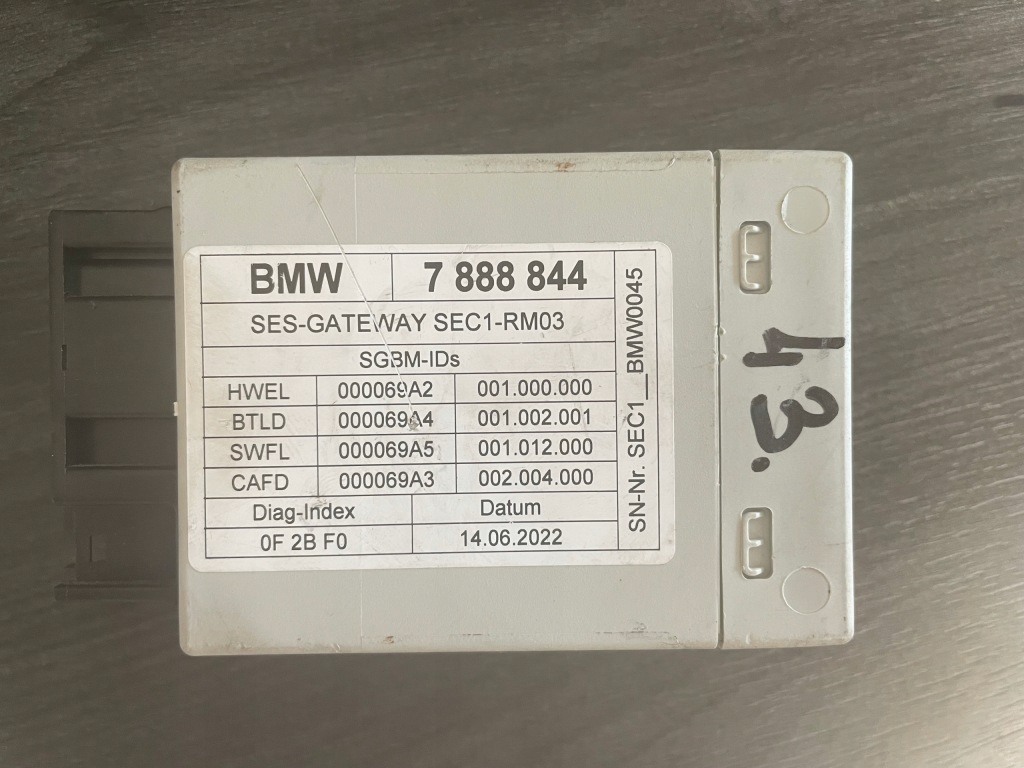 BMW 7 888 844
SES-GATEWAY SEC1-RM03
SGBM-IDs
HWEL 000069A2 001.000.000
BTLD 000069A4 001.002.001
SWFL 000069A5 001.012.000
CAFD 000069A3 002.004.000
Diag-Index Datum
0F 2B F0 14.06.2022
SN-Nr. SEC1__BMW0045
43.